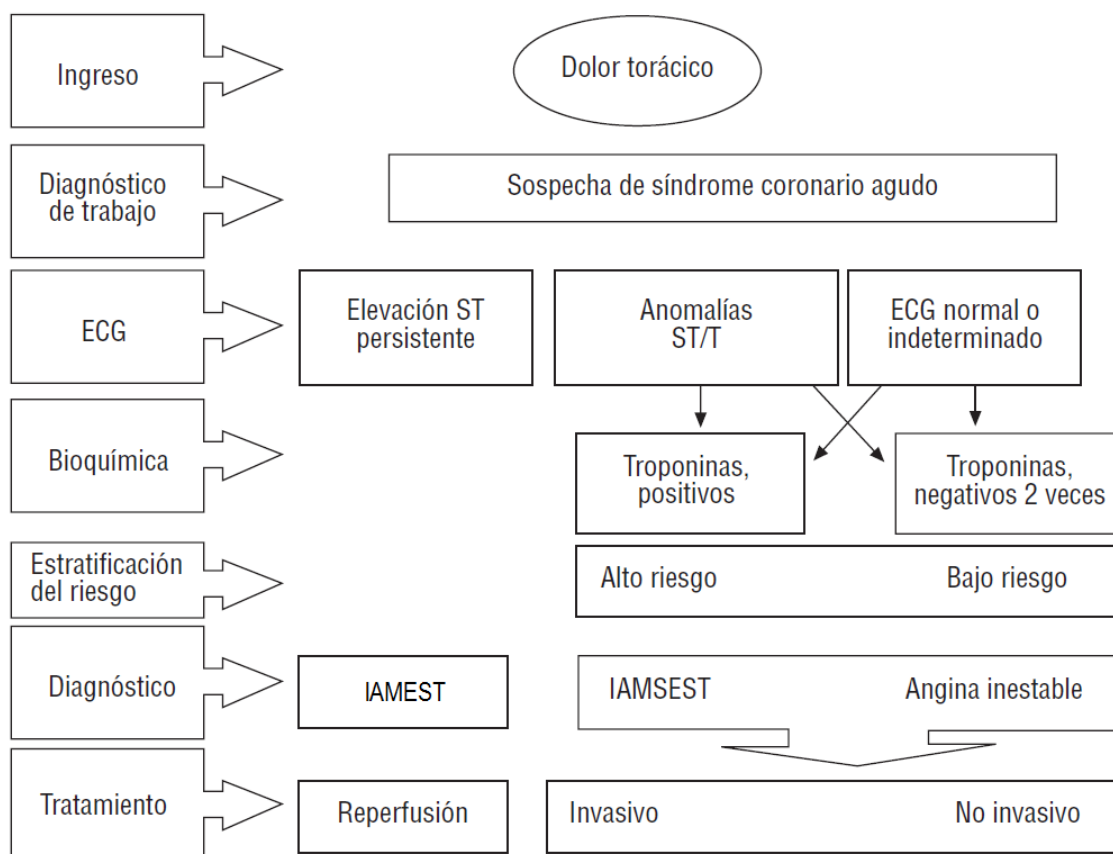 Ingreso
Dolor torácico
Diagnóstico
de trabajo
Sospecha de síndrome coronario agudo
ECG
Elevación ST
persistente
Anomalías
ST/T
ECG normal o
indeterminado
Bioquímica
Troponinas,
positivos
Troponinas,
negativos 2 veces
Estratificación
del riesgo
Alto riesgo
Bajo riesgo
Diagnóstico
IAMEST
IAMSEST
Angina inestable
Tratamiento
Reperfusión
Invasivo
No invasivo